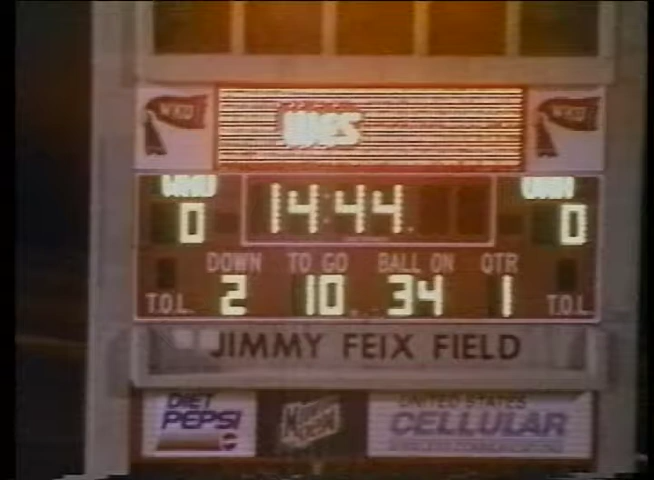 WKU WKU
0 14:44 0
DOWN TO GO BALL ON QTR
T.O.L. 2 10 34 1 T.O.L.
JIMMY FEIX FIELD
DIET
PEPSI
UNITED STATES
CELLULAR